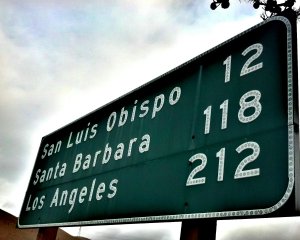 San Luis Obispo 12
Santa Barbara 118
Los Angeles 212